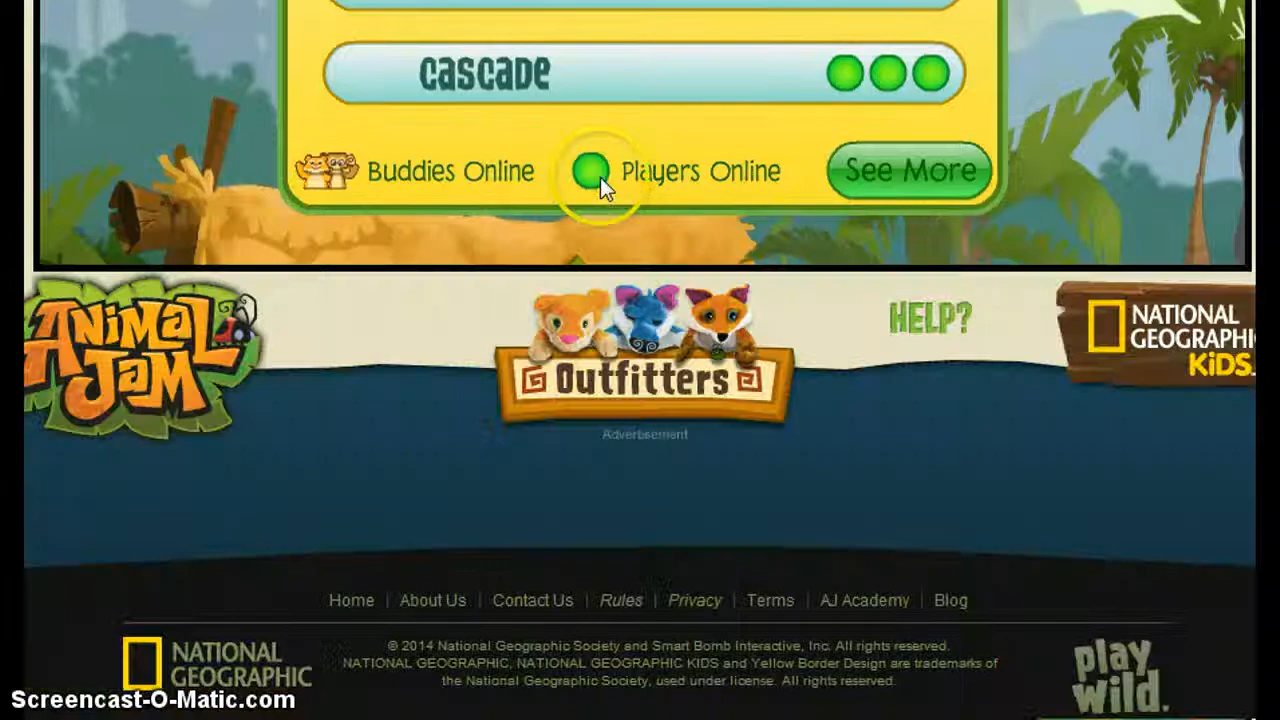 cascade
Buddies Online
Players Online
See More
ANIMAL
JAM
Outfitters
HELP?
NATIONAL
GEOGRAPHI
KiDS
Advertisement
Home | About Us | Contact Us | Rules | Privacy | Terms | AJ Academy | Blog
NATIONAL
GEOGRAPHIC
© 2014 National Geographic Society and Smart Bomb Interactive, Inc. All rights reserved.
NATIONAL GEOGRAPHIC, NATIONAL GEOGRAPHIC KIDS and Yellow Border Design are trademarks of
the National Geographic Society, used under license. All rights reserved.
play
wild.
Screencast-O-Matic.com